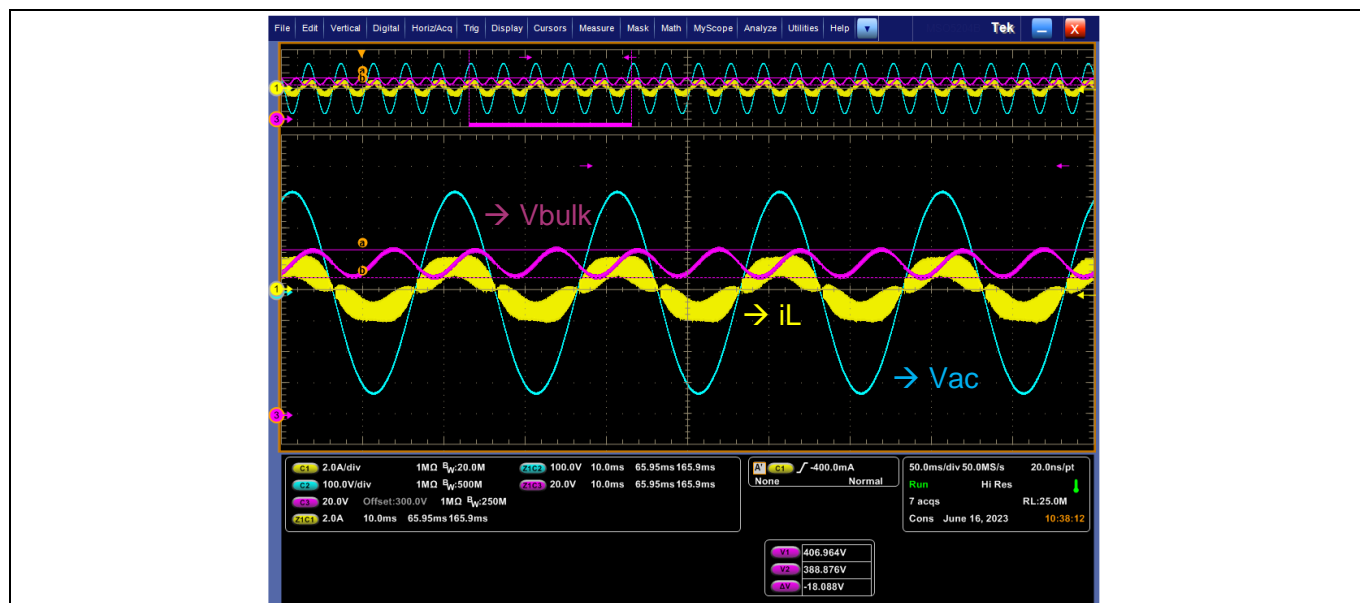 File Edit Vertical Digital Horiz/Acq Trig Display Cursors Measure Mask Math MyScope Analyze Utilities Help Tek X
a
b
1
3
→ Vbulk
a
b
1
→ iL
→ Vac
3
C1 2.0A/div 1MΩ BW:20.0M
C2 100.0V/div 1MΩ BW:500M
C3 20.0V Offset:300.0V 1MΩ BW:250M
Z1C1 2.0A 10.0ms 65.95ms 165.9ms
Z1C2 100.0V 10.0ms 65.95ms 165.9ms
Z1C3 20.0V 10.0ms 65.95ms 165.9ms
A' C1 -400.0mA
None Normal
50.0ms/div 50.0MS/s 20.0ns/pt
Run Hi Res
7 acqs RL:25.0M
Cons June 16, 2023 10:38:12
V1 406.964V
V2 388.876V
ΔV -18.088V